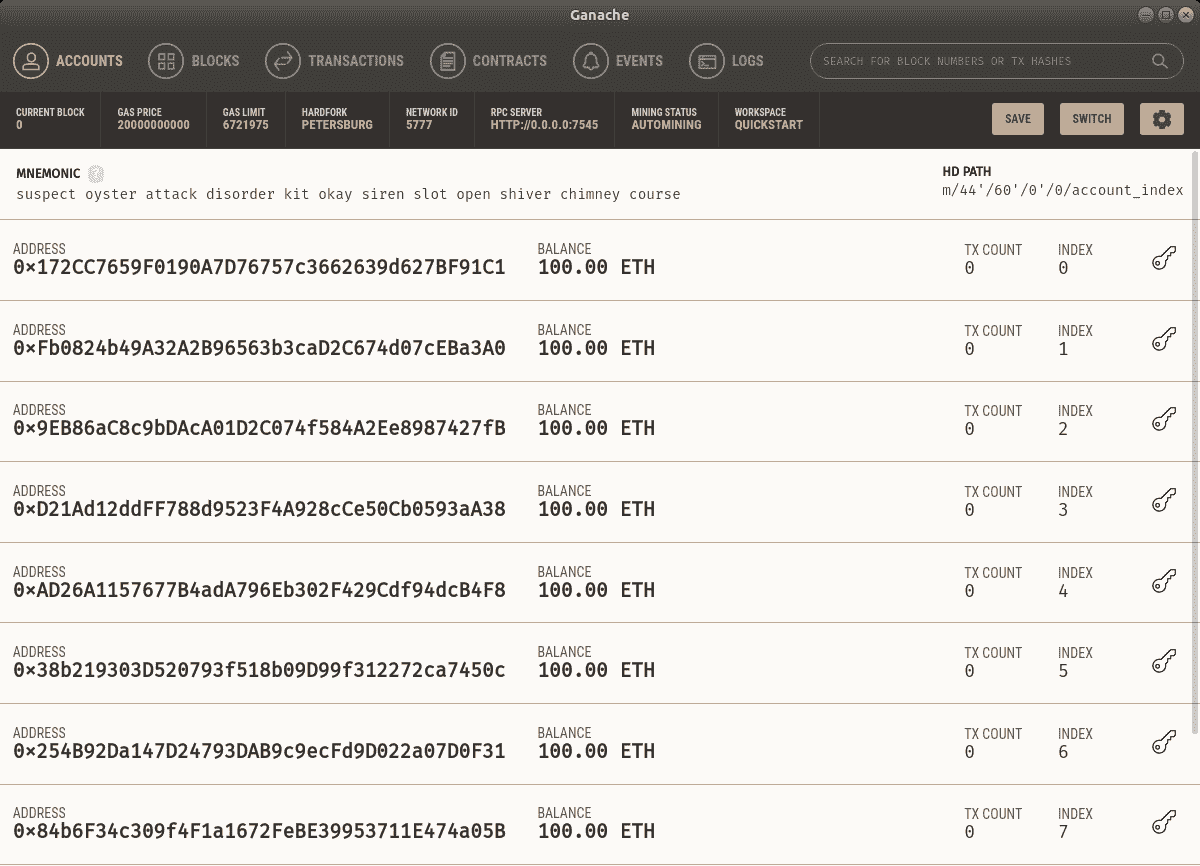 Ganache
ACCOUNTS BLOCKS TRANSACTIONS CONTRACTS EVENTS LOGS SEARCH FOR BLOCK NUMBERS OR TX HASHES
CURRENT BLOCK GAS PRICE GAS LIMIT HARDFORK NETWORK ID RPC SERVER MINING STATUS WORKSPACE
0 20000000000 6721975 PETERSBURG 5777 HTTP://0.0.0.0:7545 AUTOMINING QUICKSTART
SAVE SWITCH
MNEMONIC ? HD PATH
suspect oyster attack disorder kit okay siren slot open shiver chimney course m/44'/60'/0'/0/account_index
ADDRESS BALANCE TX COUNT INDEX
0×172CC7659F0190A7D76757c3662639d627BF91C1 100.00 ETH 0 0
ADDRESS BALANCE TX COUNT INDEX
0×Fb0824b49A32A2B96563b3caD2C674d07cEBa3A0 100.00 ETH 0 1
ADDRESS BALANCE TX COUNT INDEX
0×9EB86aC8c9bDAcA01D2C074f584A2Ee8987427fB 100.00 ETH 0 2
ADDRESS BALANCE TX COUNT INDEX
0×D21Ad12ddFF788d9523F4A928cCe50Cb0593aA38 100.00 ETH 0 3
ADDRESS BALANCE TX COUNT INDEX
0×AD26A1157677B4adA796Eb302F429Cdf94dcB4F8 100.00 ETH 0 4
ADDRESS BALANCE TX COUNT INDEX
0×38b219303D520793f518b09D99f312272ca7450c 100.00 ETH 0 5
ADDRESS BALANCE TX COUNT INDEX
0×254B92Da147D24793DAB9c9ecFd9D022a07D0F31 100.00 ETH 0 6
ADDRESS BALANCE TX COUNT INDEX
0×84b6F34c309f4F1a1672FeBE39953711E474a05B 100.00 ETH 0 7